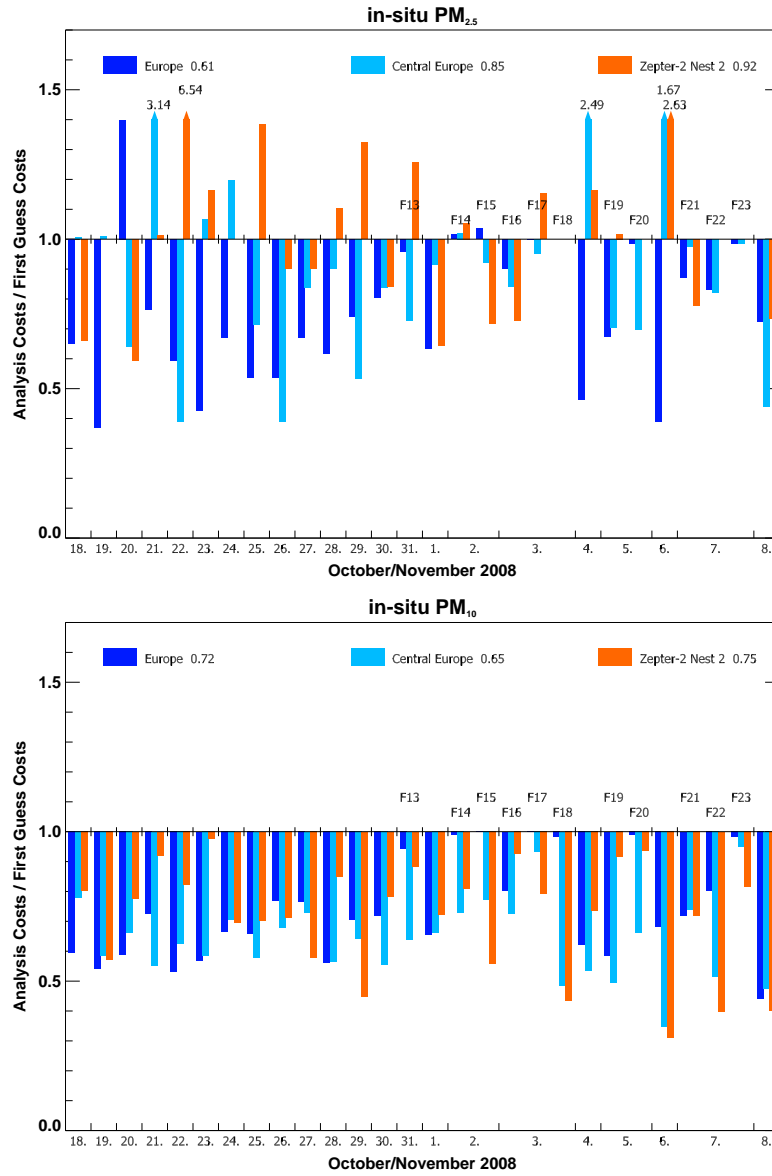 in-situ PM2.5
Europe 0.61
Central Europe 0.85
Zepter-2 Nest 2 0.92
Analysis Costs / First Guess Costs
1.5
1.0
0.5
0.0
3.14
6.54
2.49
1.67
2.63
F13
F14
F15
F16
F17
F18
F19
F20
F21
F22
F23
18. 19. 20. 21. 22. 23. 24. 25. 26. 27. 28. 29. 30. 31. 1. 2. 3. 4. 5. 6. 7. 8.
October/November 2008
in-situ PM10
Europe 0.72
Central Europe 0.65
Zepter-2 Nest 2 0.75
Analysis Costs / First Guess Costs
1.5
1.0
0.5
0.0
F13
F14
F15
F16
F17
F18
F19
F20
F21
F22
F23
18. 19. 20. 21. 22. 23. 24. 25. 26. 27. 28. 29. 30. 31. 1. 2. 3. 4. 5. 6. 7. 8.
October/November 2008